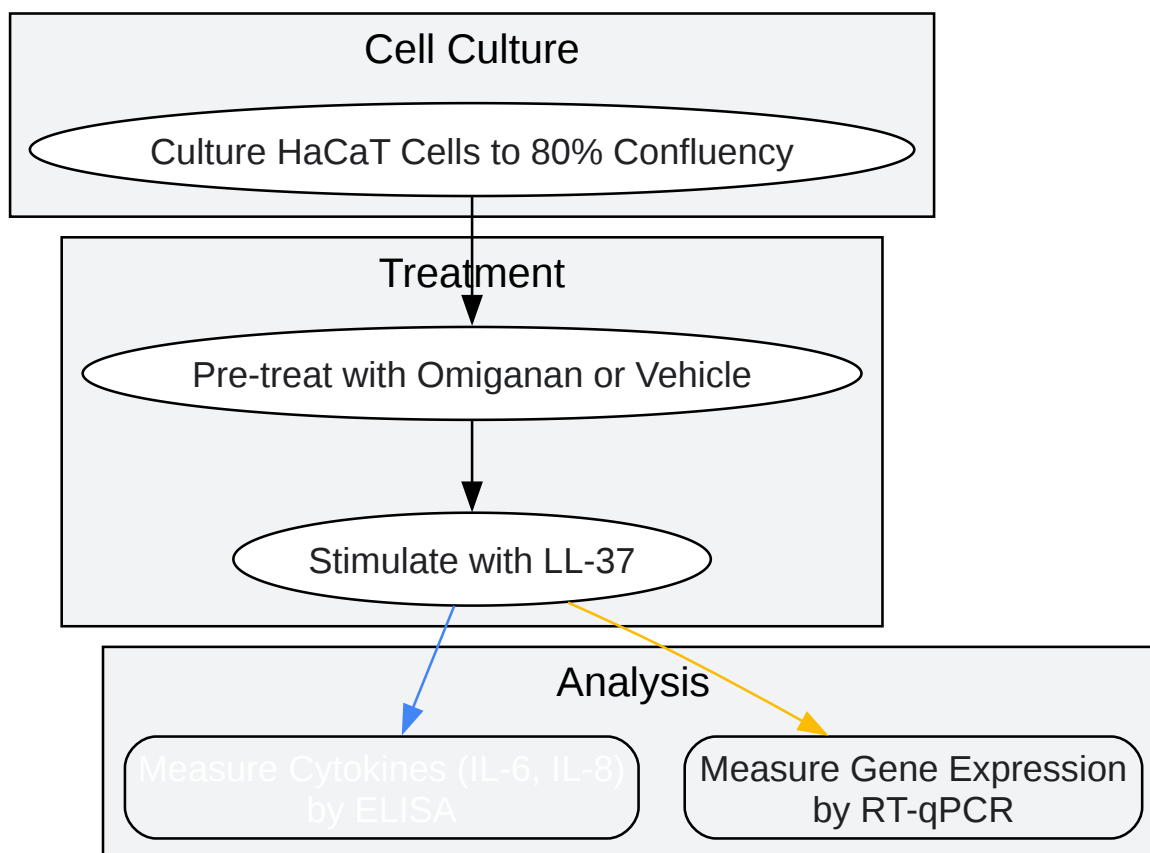 Cell Culture
Culture HaCaT Cells to 80% Confluency
Treatment
Pre-treat with Omiganan or Vehicle
Stimulate with LL-37
Analysis
Measure Cytokines (IL-6, IL-8)
by ELISA
Measure Gene Expression
by RT-qPCR